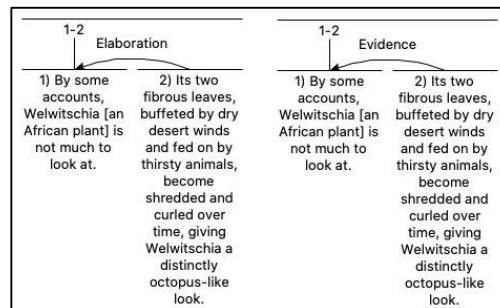 1-2
Elaboration
1) By some
accounts,
Welwitschia [an
African plant] is
not much to
look at.
2) Its two
fibrous leaves,
buffeted by dry
desert winds
and fed on by
thirsty animals,
become
shredded and
curled over
time, giving
Welwitschia a
distinctly
octopus-like
look.
1-2
Evidence
1) By some
accounts,
Welwitschia [an
African plant] is
not much to
look at.
2) Its two
fibrous leaves,
buffeted by dry
desert winds
and fed on by
thirsty animals,
become
shredded and
curled over
time, giving
Welwitschia a
distinctly
octopus-like
look.